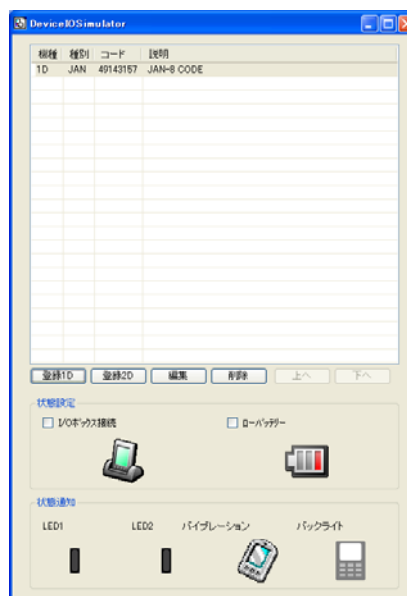 DeviceIOSimulator
機種 種別 コード 説明
1D JAN 49143157 JAN-8 CODE
登録1D 登録2D 編集 削除 上へ 下へ
状態設定
I/Oボックス接続 ローバッテリー
状態通知
LED1 LED2 バイブレーション バックライト